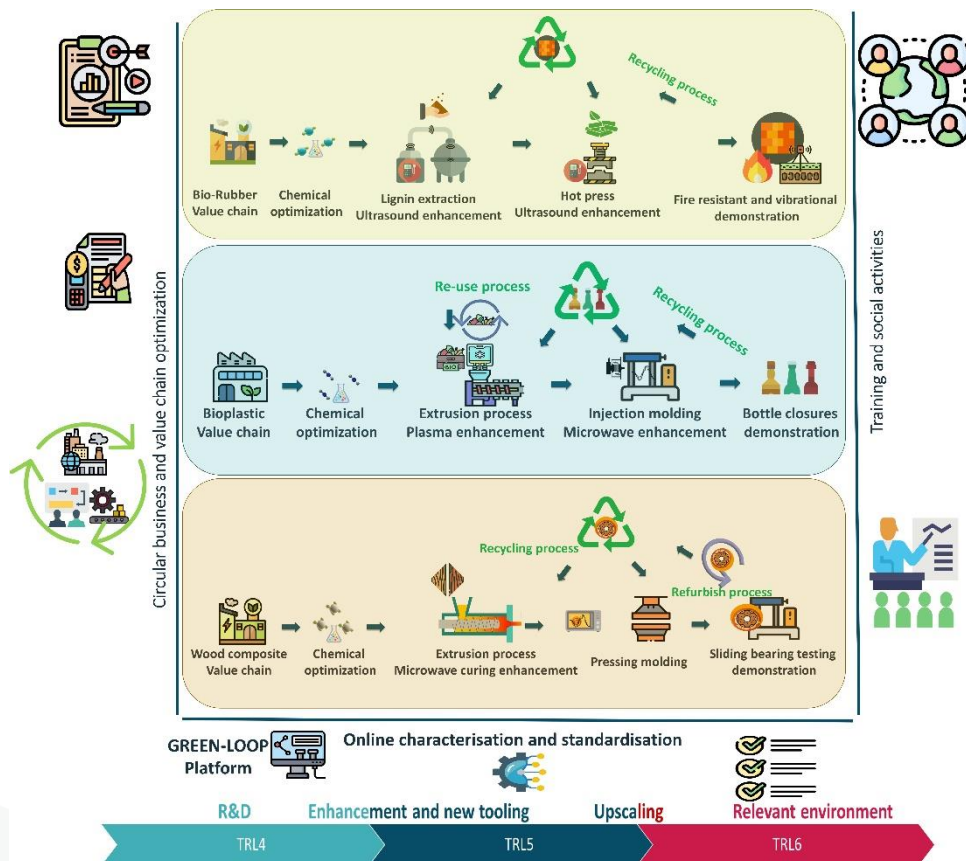 Recycling process
Bio-Rubber
Value chain
Chemical
optimization
Lignin extraction
Ultrasound enhancement
Hot press
Ultrasound enhancement
Fire resistant and vibrational
demonstration
Re-use process
Recycling process
BIO
Bioplastic
Value chain
Chemical
optimization
Extrusion process
Plasma enhancement
Injection molding
Microwave enhancement
Bottle closures
demonstration
Recycling process
Refurbish process
Wood composite
Value chain
Chemical
optimization
Extrusion process
Microwave curing enhancement
Pressing molding
Sliding bearing testing
demonstration
Circular business and value chain optimization
Training and social activities
GREEN-LOOP
Platform
Online characterisation and standardisation
R&D
Enhancement and new tooling
Upscaling
Relevant environment
TRL4
TRL5
TRL6